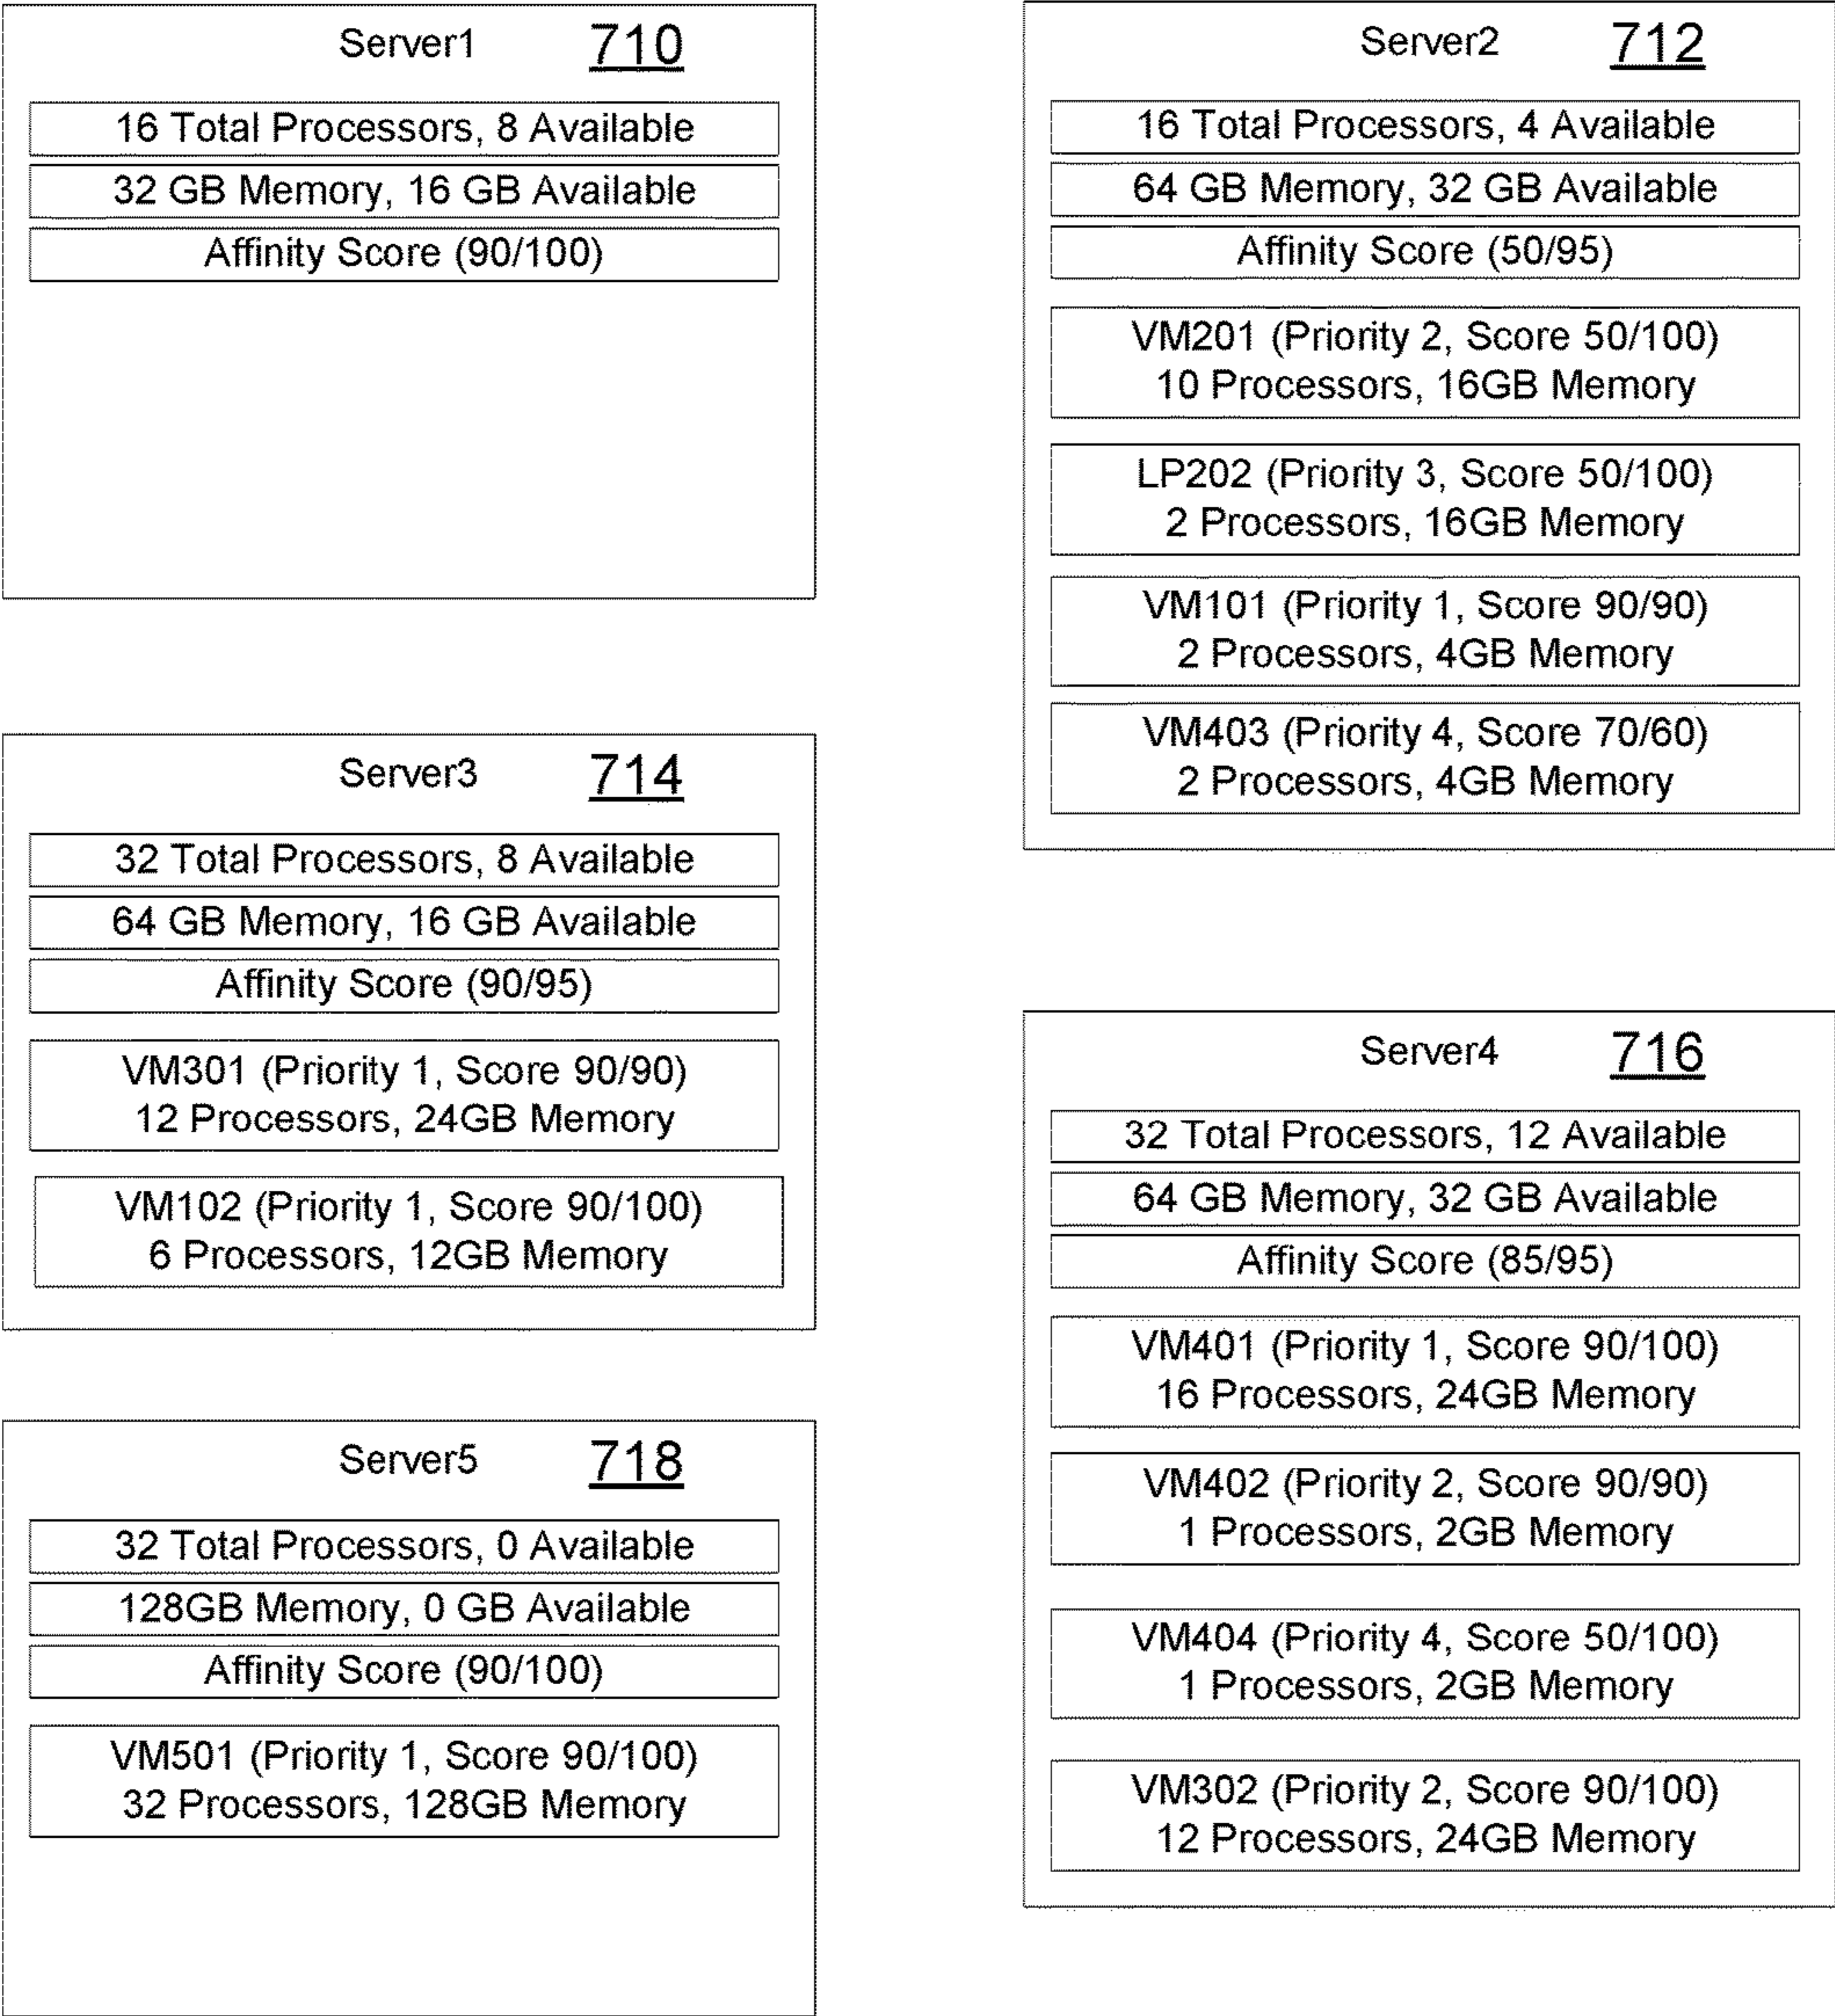 Server1 710
16 Total Processors, 8 Available
32 GB Memory, 16 GB Available
Affinity Score (90/100)
Server2 712
16 Total Processors, 4 Available
64 GB Memory, 32 GB Available
Affinity Score (50/95)
VM201 (Priority 2, Score 50/100)
10 Processors, 16GB Memory
LP202 (Priority 3, Score 50/100)
2 Processors, 16GB Memory
VM101 (Priority 1, Score 90/90)
2 Processors, 4GB Memory
VM403 (Priority 4, Score 70/60)
2 Processors, 4GB Memory
Server3 714
32 Total Processors, 8 Available
64 GB Memory, 16 GB Available
Affinity Score (90/95)
VM301 (Priority 1, Score 90/90)
12 Processors, 24GB Memory
VM102 (Priority 1, Score 90/100)
6 Processors, 12GB Memory
Server4 716
32 Total Processors, 12 Available
64 GB Memory, 32 GB Available
Affinity Score (85/95)
VM401 (Priority 1, Score 90/100)
16 Processors, 24GB Memory
VM402 (Priority 2, Score 90/90)
1 Processors, 2GB Memory
VM404 (Priority 4, Score 50/100)
1 Processors, 2GB Memory
VM302 (Priority 2, Score 90/100)
12 Processors, 24GB Memory
Server5 718
32 Total Processors, 0 Available
128GB Memory, 0 GB Available
Affinity Score (90/100)
VM501 (Priority 1, Score 90/100)
32 Processors, 128GB Memory